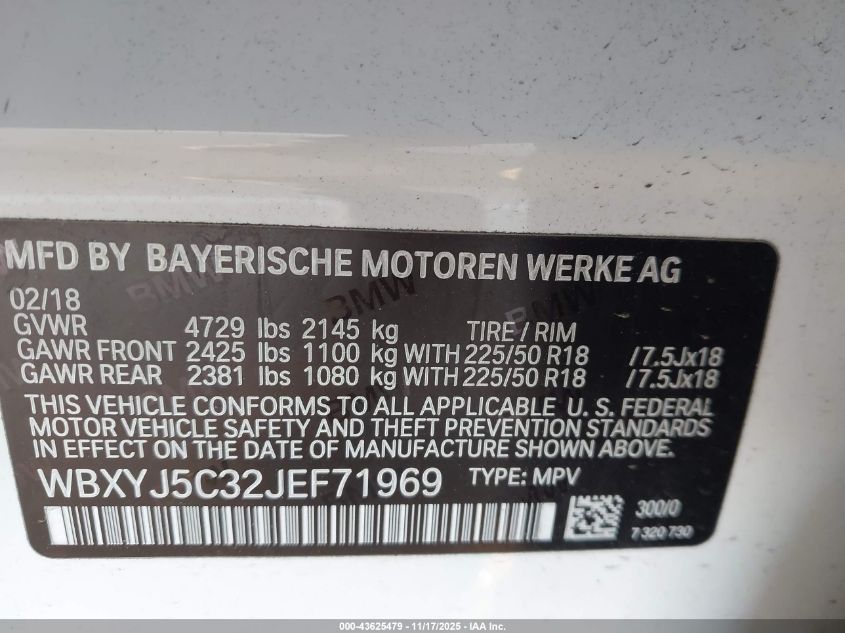 MFD BY BAYERISCHE MOTOREN WERKE AG
02/18
GVWR 4729 lbs 2145 kg TIRE / RIM
GAWR FRONT 2425 lbs 1100 kg WITH 225/50 R18 /7.5Jx18
GAWR REAR 2381 lbs 1080 kg WITH 225/50 R18 /7.5Jx18
THIS VEHICLE CONFORMS TO ALL APPLICABLE U. S. FEDERAL
MOTOR VEHICLE SAFETY AND THEFT PREVENTION STANDARDS
IN EFFECT ON THE DATE OF MANUFACTURE SHOWN ABOVE.
WBXYJ5C32JEF71969 TYPE: MPV
300/0
7 320 730
000-43625479 - 11/17/2025 - IAA Inc.